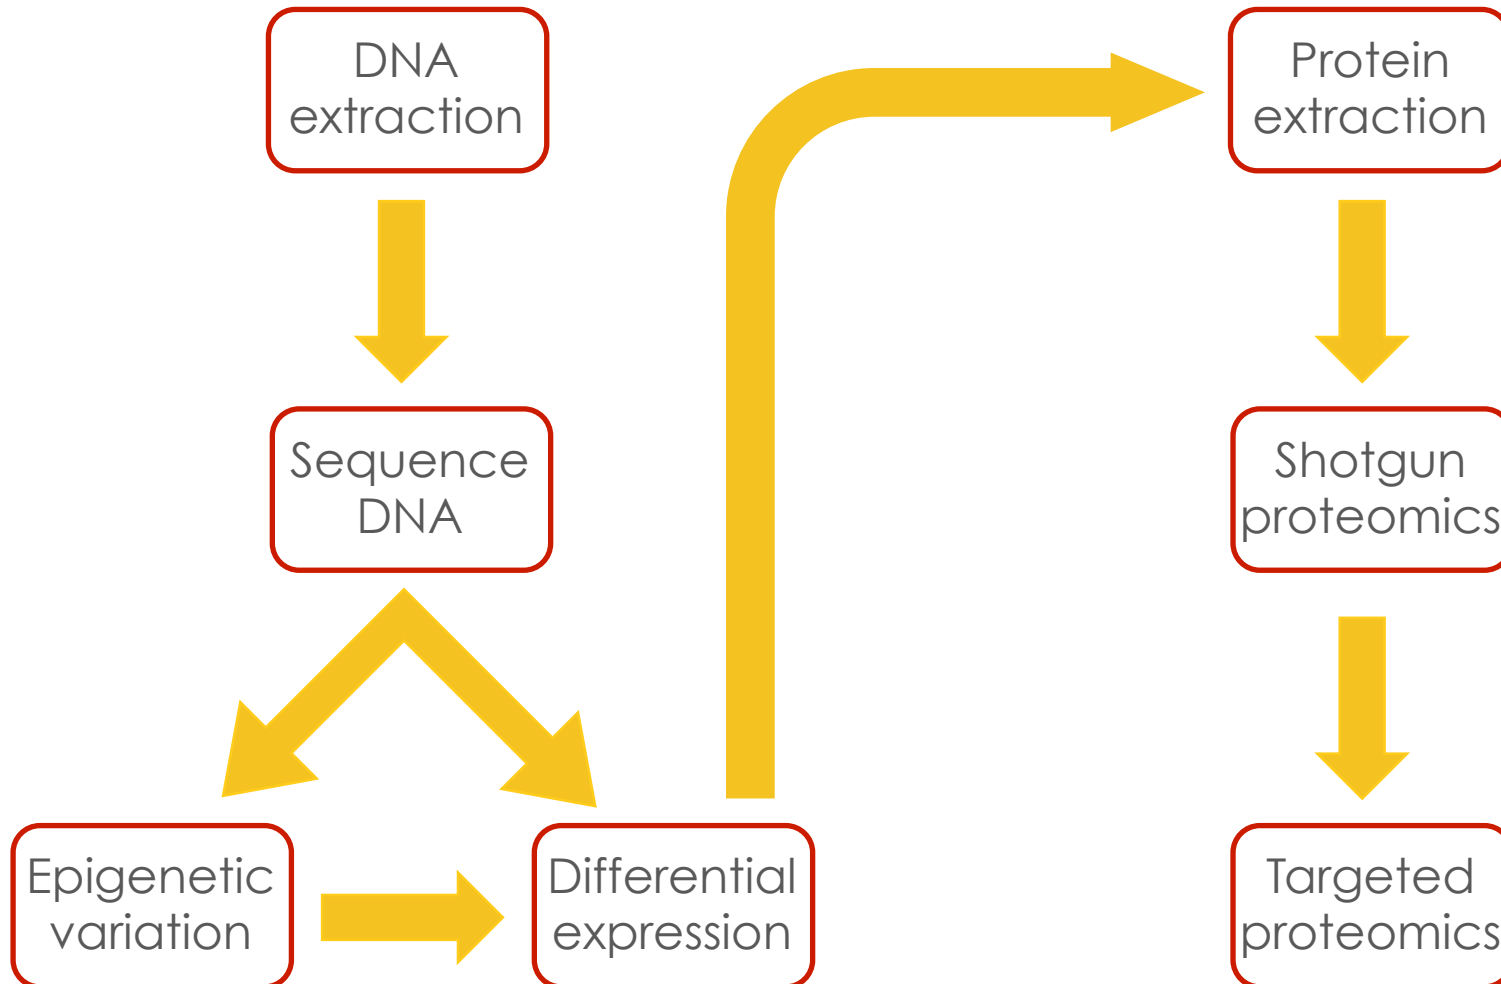 DNA
extraction
Sequence
DNA
Epigenetic
variation
Differential
expression
Protein
extraction
Shotgun
proteomics
Targeted
proteomics